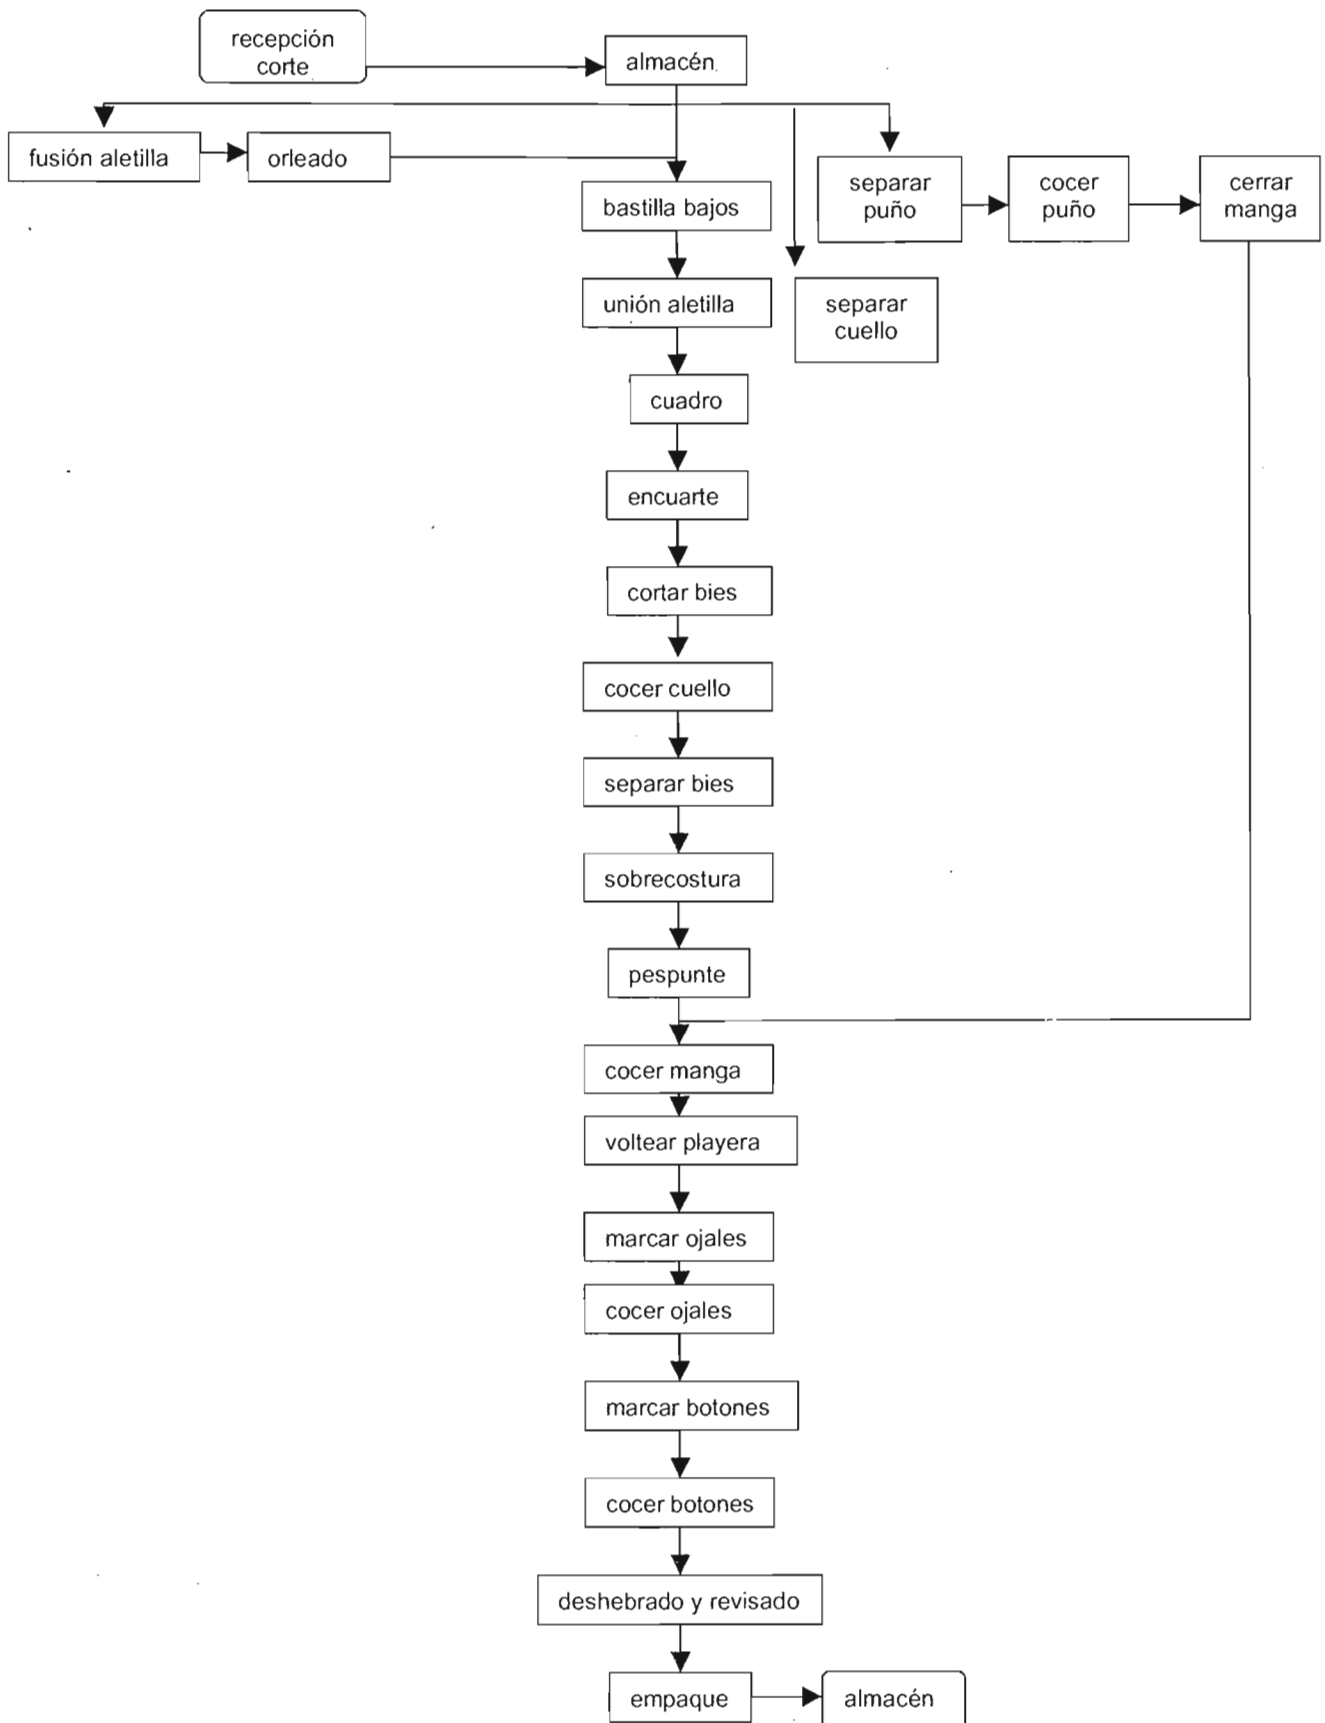 recepción
corte
almacén
fusión aletilla
orleado
bastilla bajos
separar
puño
cocer
puño
cerrar
manga
unión aletilla
separar
cuello
cuadro
encuarte
cortar bies
cocer cuello
separar bies
sobrecostura
pespunte
cocer manga
voltear playera
marcar ojales
cocer ojales
marcar botones
cocer botones
deshebrado y revisado
empaque
almacén